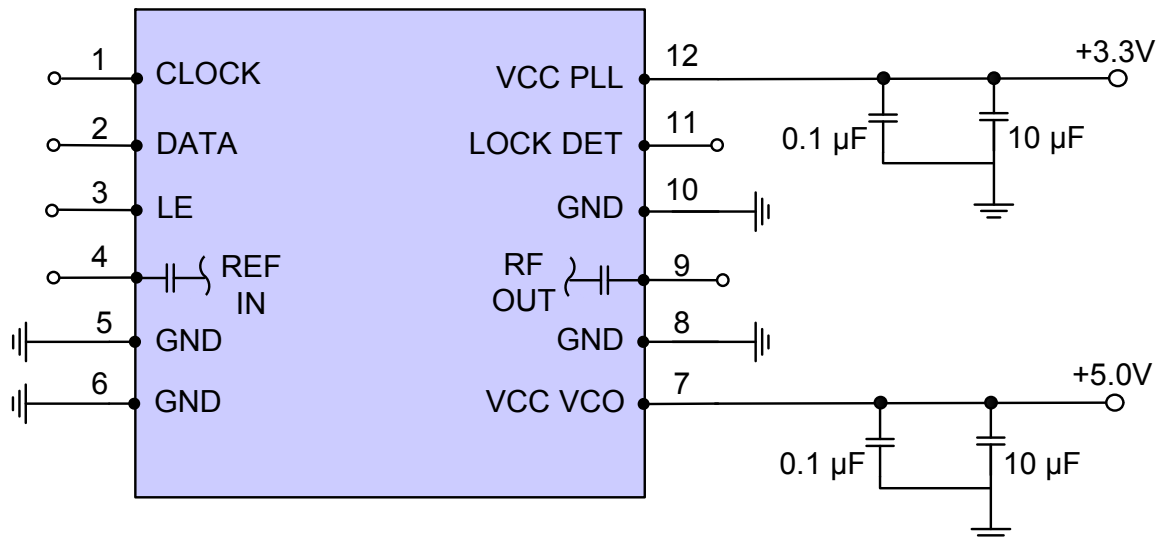 1
CLOCK
2
DATA
3
LE
4
REF
IN
5
GND
6
GND
VCC PLL
12
+3.3V
0.1 µF
10 µF
LOCK DET
11
GND
10
RF
OUT
9
GND
8
VCC VCO
7
+5.0V
0.1 µF
10 µF